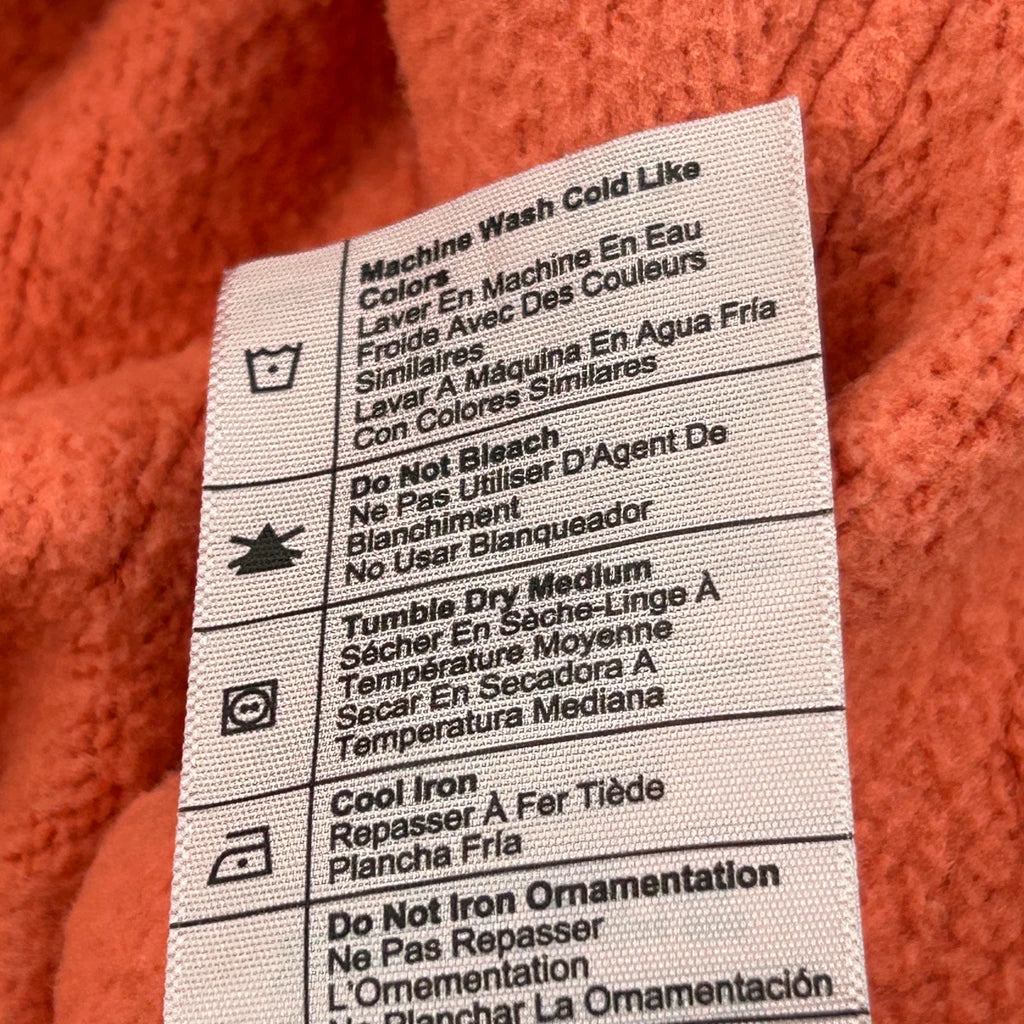 Machine Wash Cold Like
Colors
Laver En Machine En Eau
Froide Avec Des Couleurs
Similaires
Lavar A Máquina En Agua Fría
Con Colores Similares
Do Not Bleach
Ne Pas Utiliser D'Agent De
Blanchiment
No Usar Blanqueador
Tumble Dry Medium
Sécher En Sèche-Linge À
Température Moyenne
Secar En Secadora A
Temperatura Mediana
Cool Iron
Repasser À Fer Tiède
Plancha Fría
Do Not Iron Ornamentation
Ne Pas Repasser
L'Ornementation
No Planchar La Ornamentación